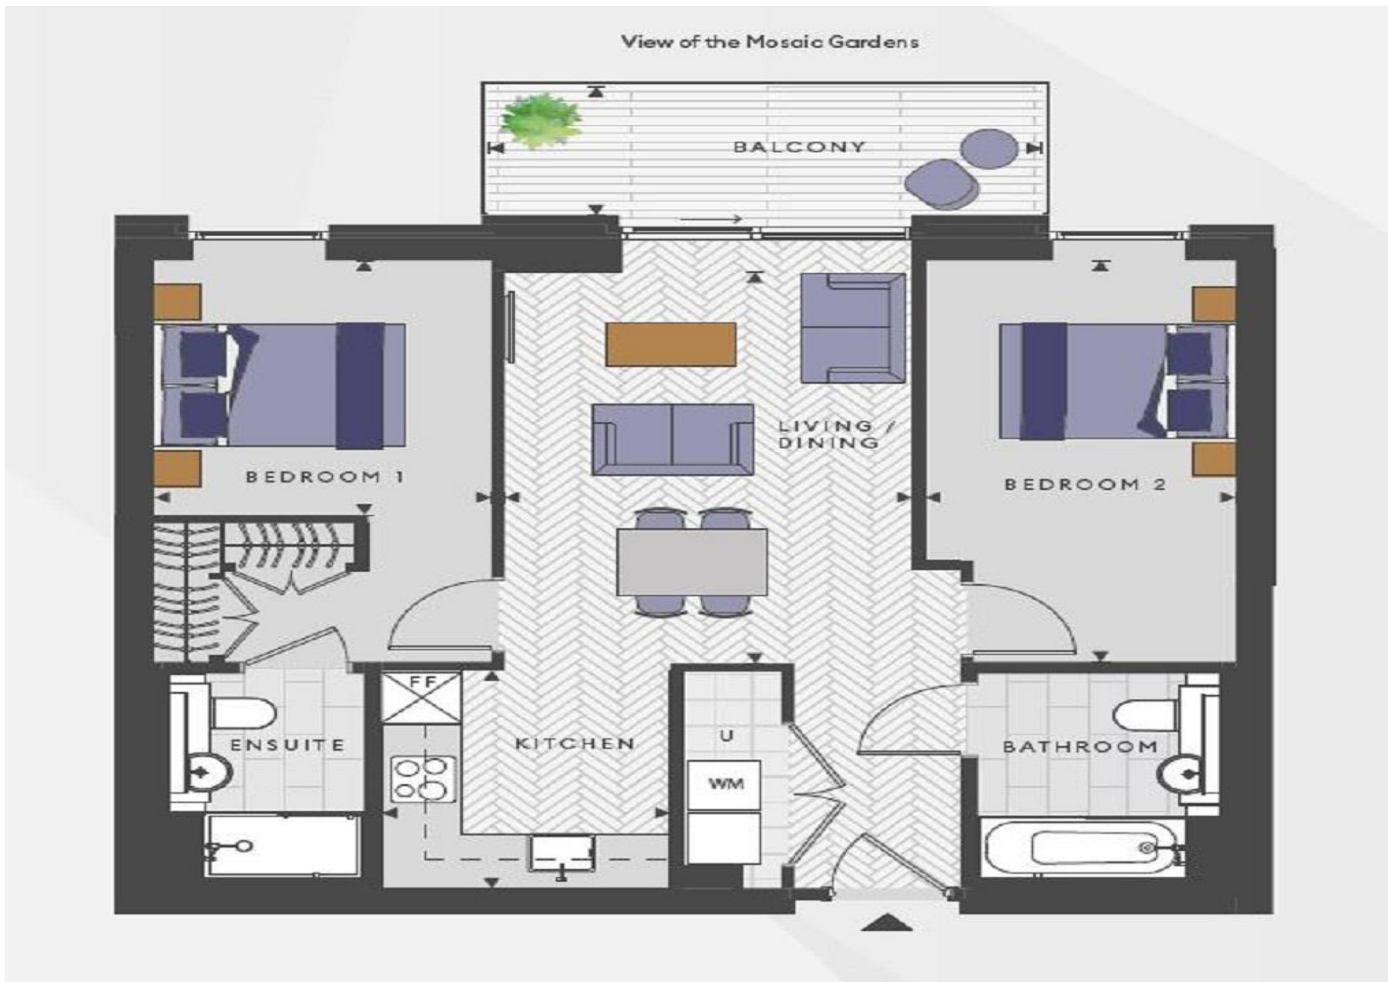 View of the Mosaic Gardens
BALCONY
LIVING /
DINING
BEDROOM 1
BEDROOM 2
FF
U
ENSUITE
KITCHEN
BATHROOM
WM